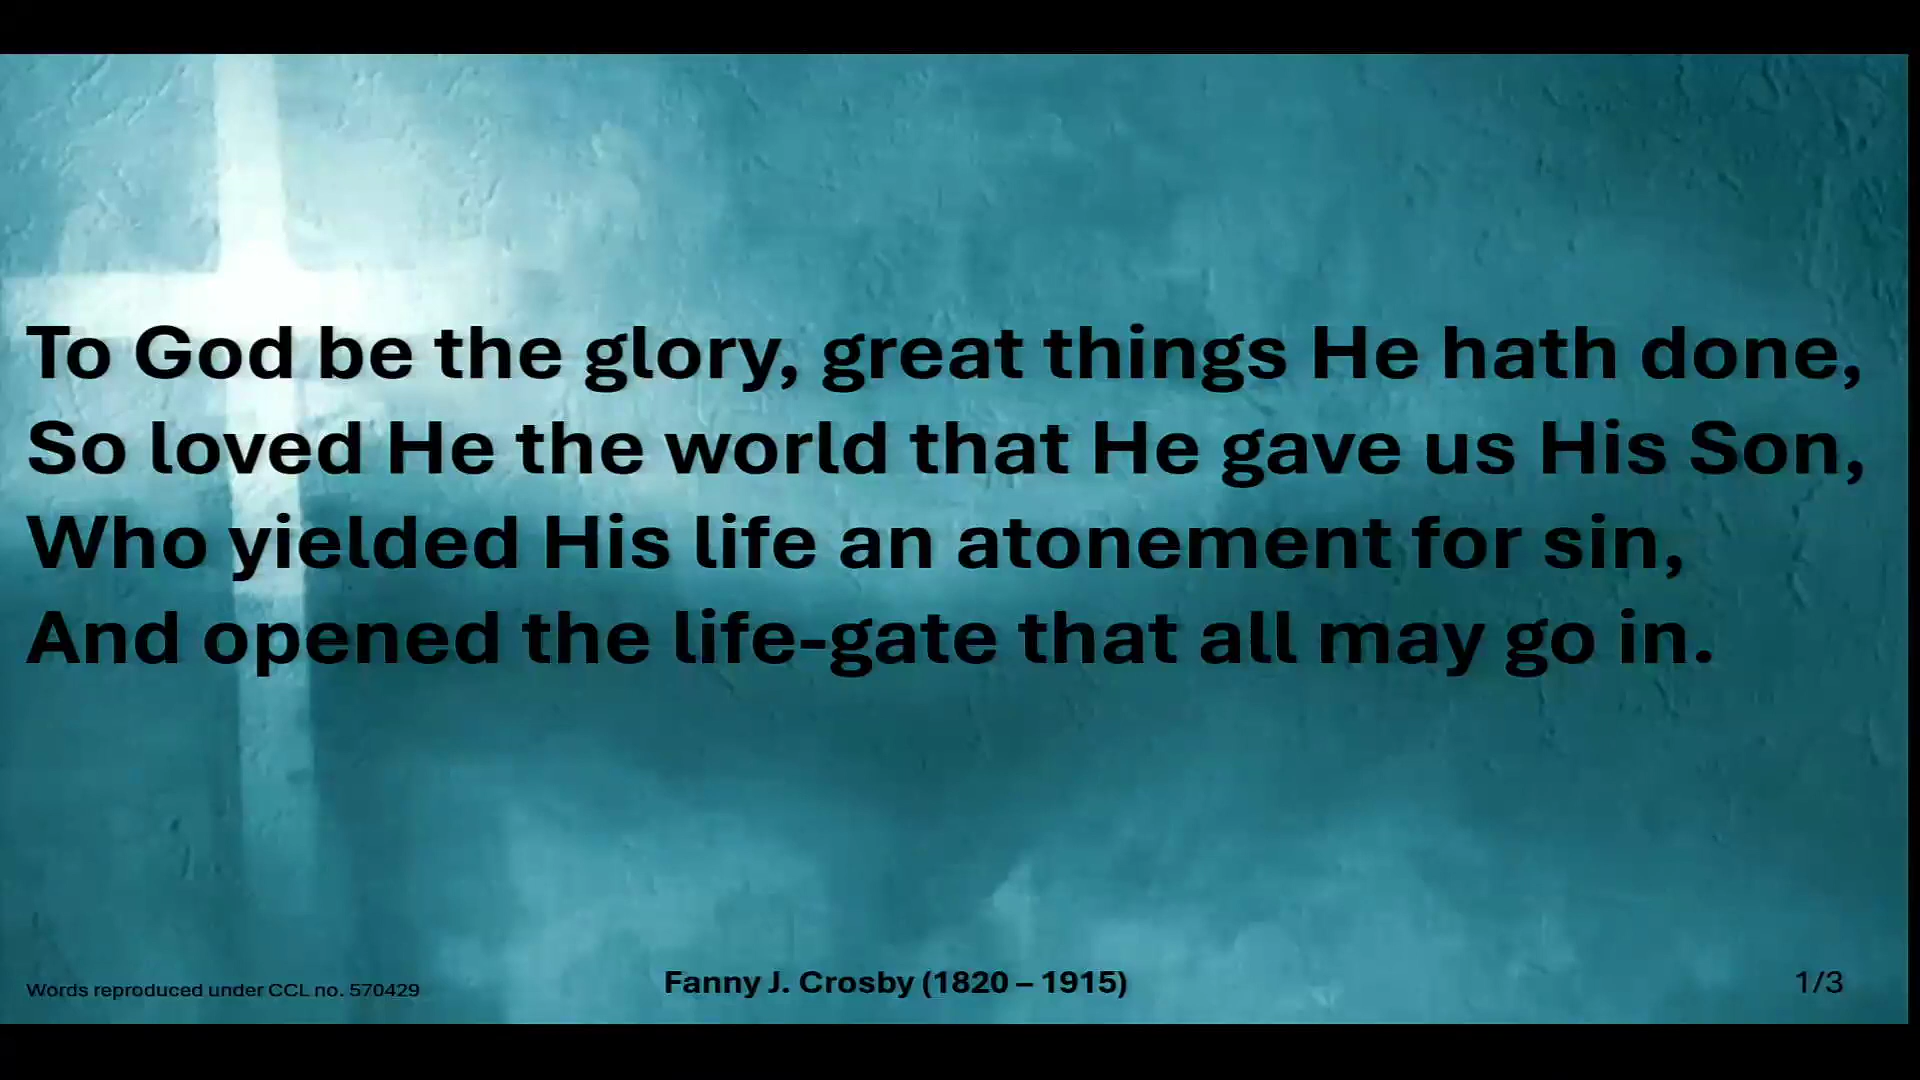 To God be the glory, great things He hath done,
So loved He the world that He gave us His Son,
Who yielded His life an atonement for sin,
And opened the life-gate that all may go in.
Words reproduced under CCL no. 570429
Fanny J. Crosby (1820 – 1915)
1/3